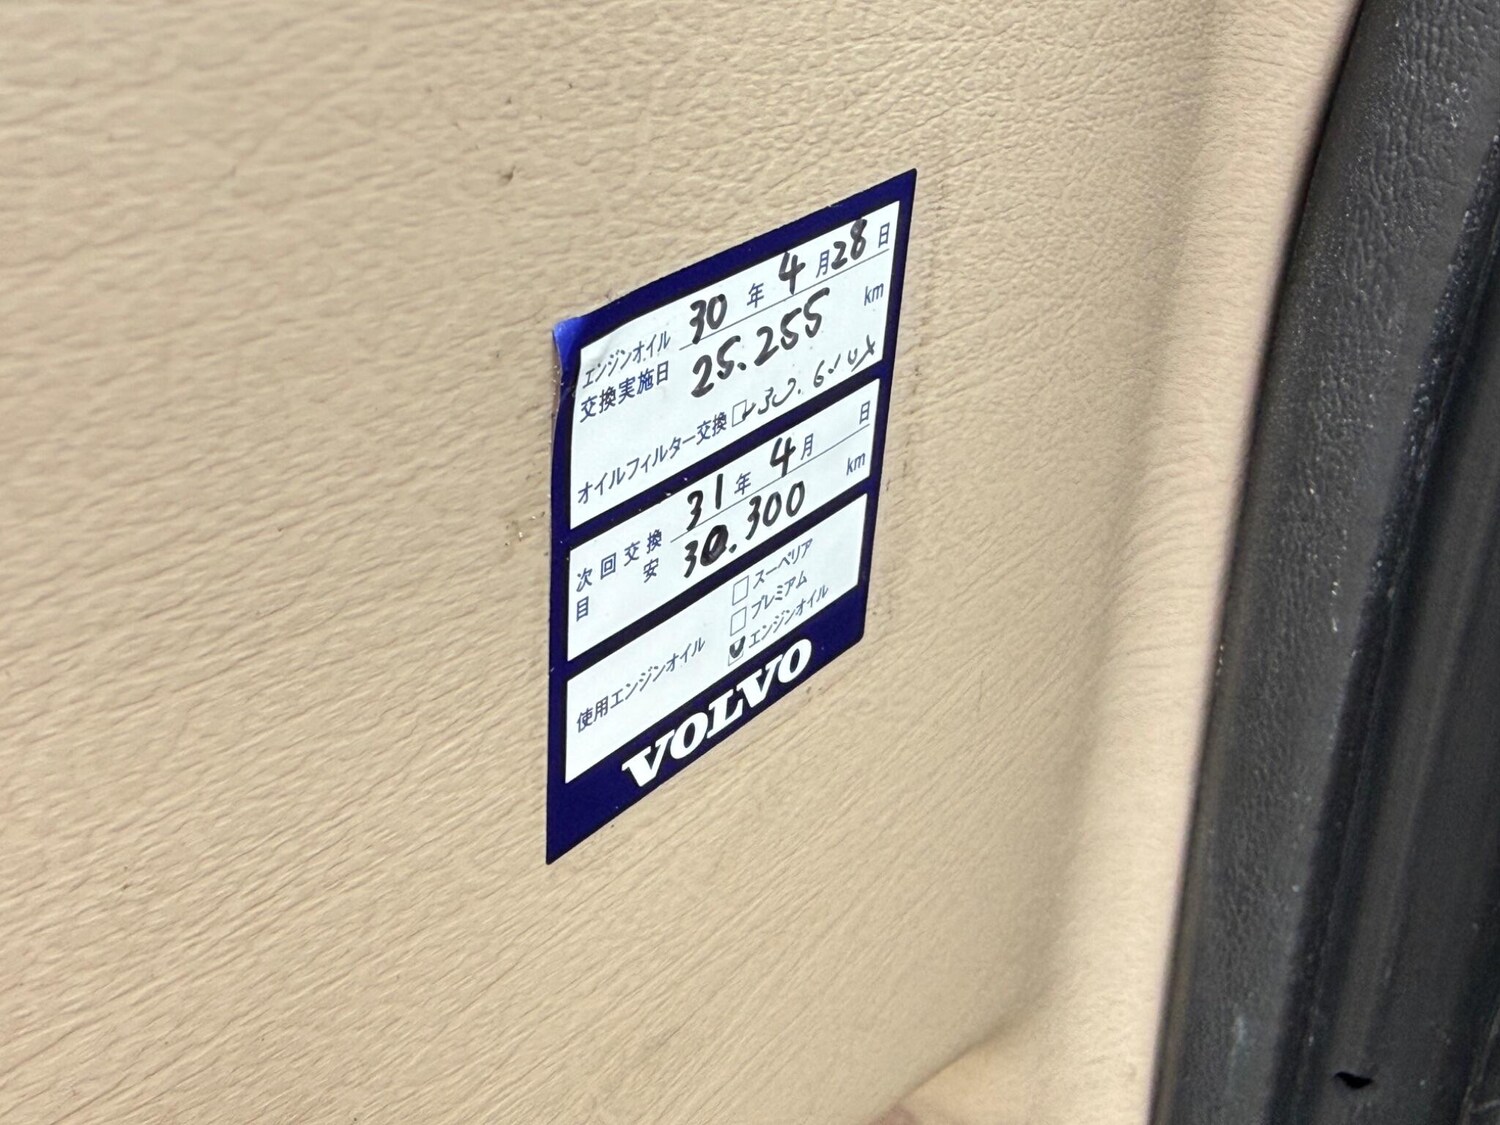 エンジンオイル 30 年 4 月 28 日
交換実施日 25.255 km
オイルフィルター交換 ☑ 30.
次回交換 31 年 4 月 日
目安 30.300 km
☐ スーペリア
☐ プレミアム
使用エンジンオイル ☑ エンジンオイル
VOLVO